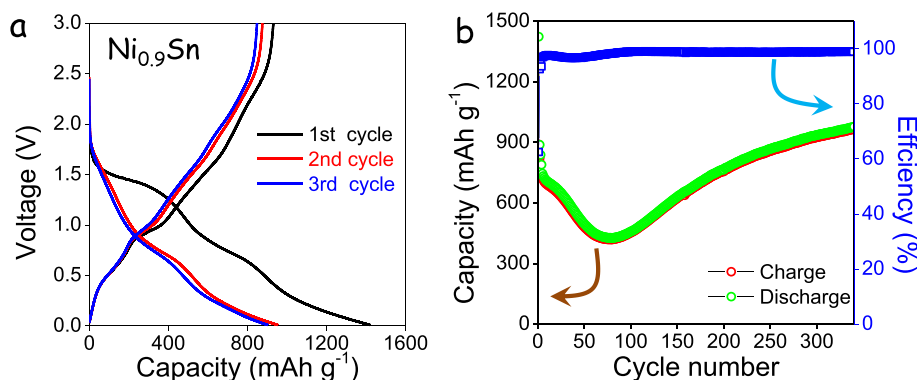 a
Ni0.9Sn
3.0
2.5
2.0
1.5
1.0
0.5
0.0
Voltage (V)
1st cycle
2nd cycle
3rd cycle
0
400
800
1200
1600
Capacity (mAh g-1)
b
1500
1200
900
600
300
0
Capacity (mAh g-1)
100
80
60
40
20
0
Effciency (%)
Charge
Discharge
0
50
100
150
200
250
300
Cycle number